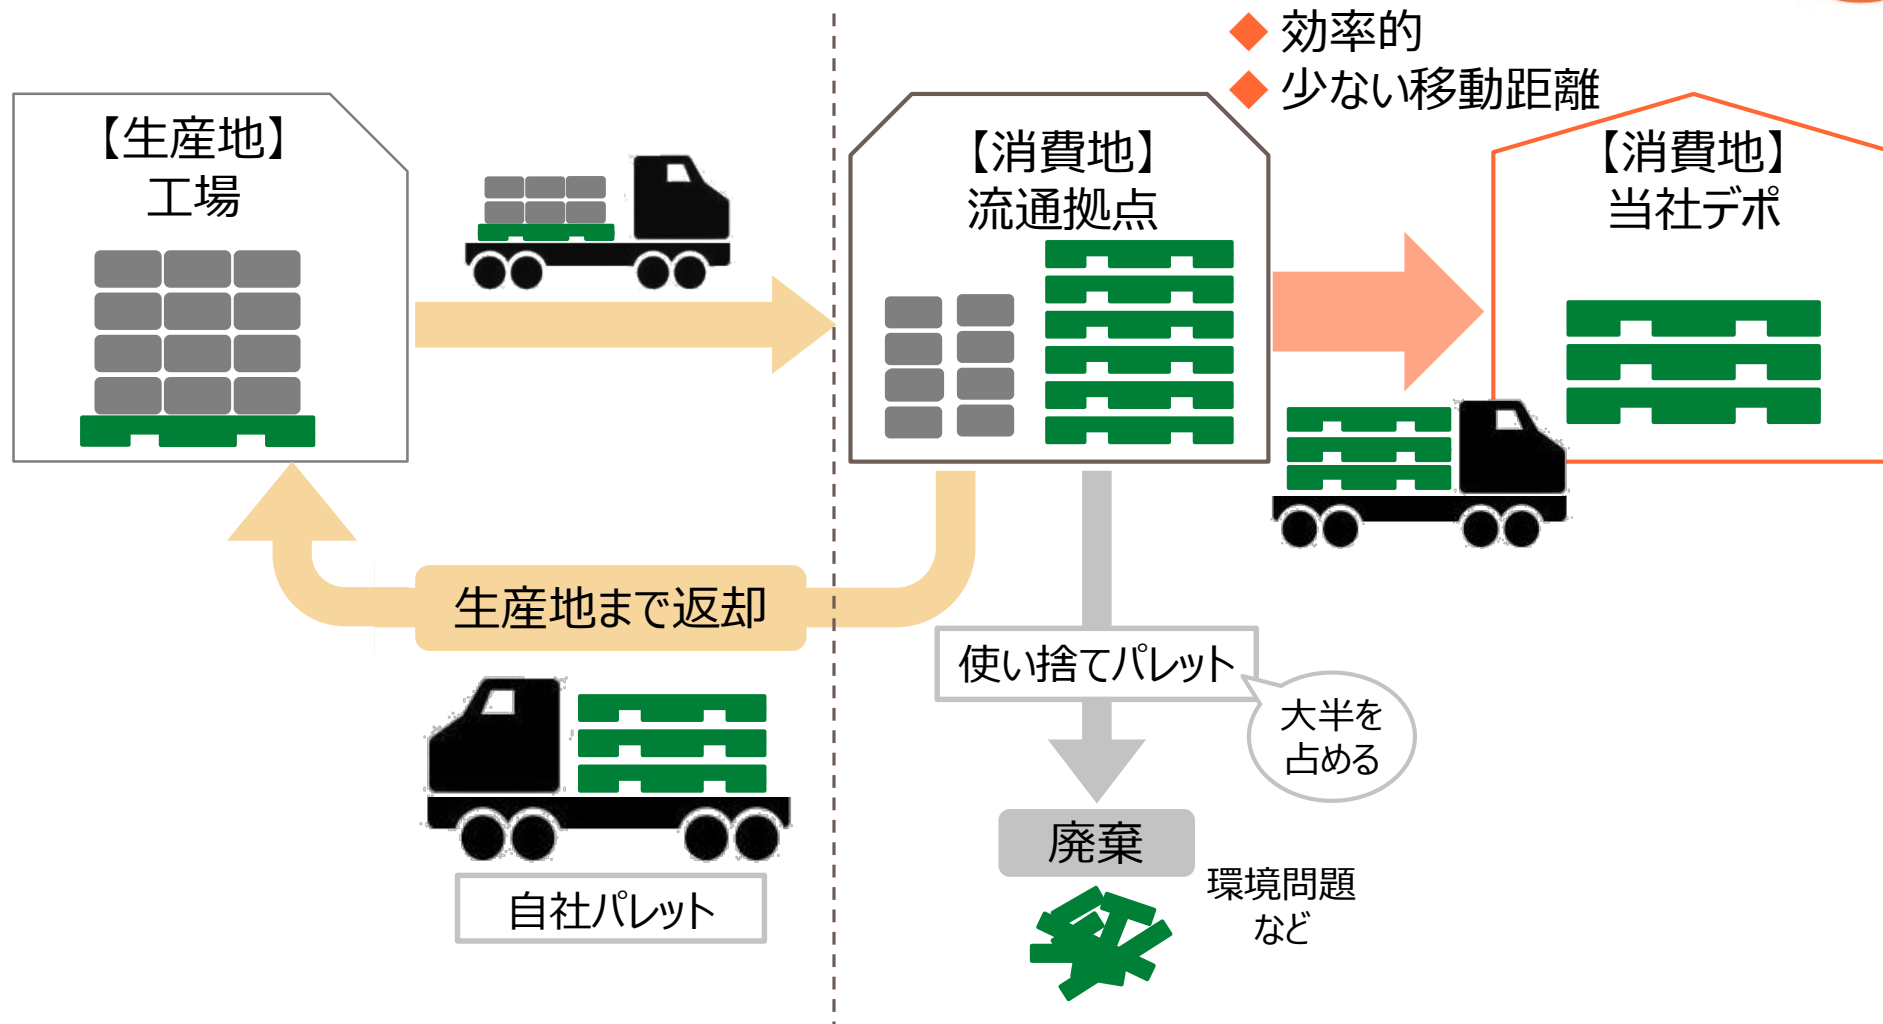 ◆ 効率的
◆ 少ない移動距離
【生産地】
工場
【消費地】
流通拠点
【消費地】
当社デポ
生産地まで返却
使い捨てパレット
大半を
占める
廃棄
環境問題
など
自社パレット